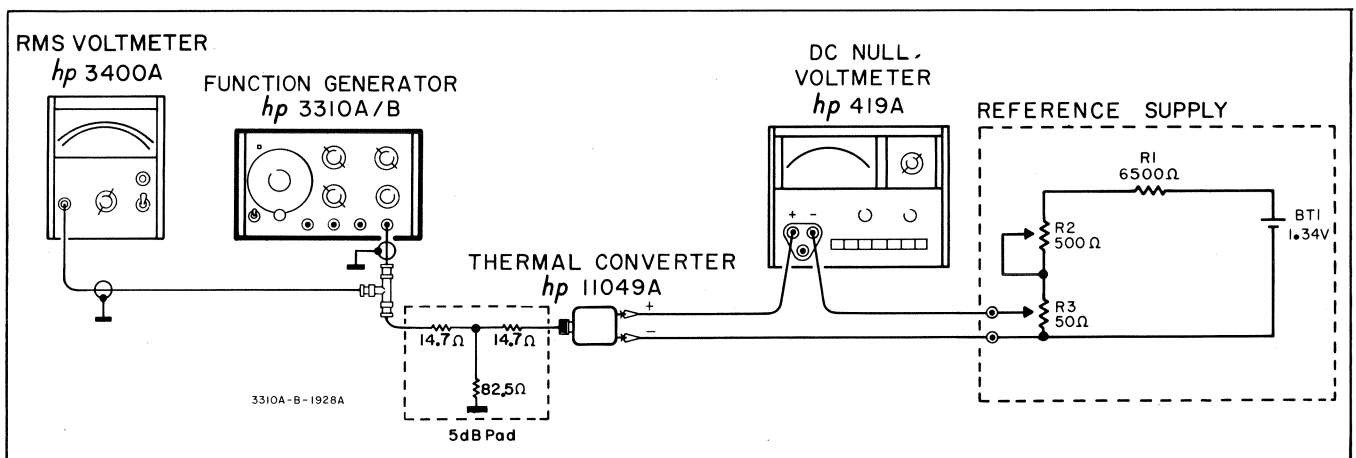 RMS VOLTMETER
hp 3400A
FUNCTION GENERATOR
hp 3310A/B
DC NULL
VOLTMETER
hp 419A
REFERENCE SUPPLY
R1
6500Ω
R2
500Ω
BT1
1.34V
R3
50Ω
+ -
THERMAL CONVERTER
hp 11049A
+
-
14.7Ω
14.7Ω
82.5Ω
3310A-B-1928A
5dB Pad